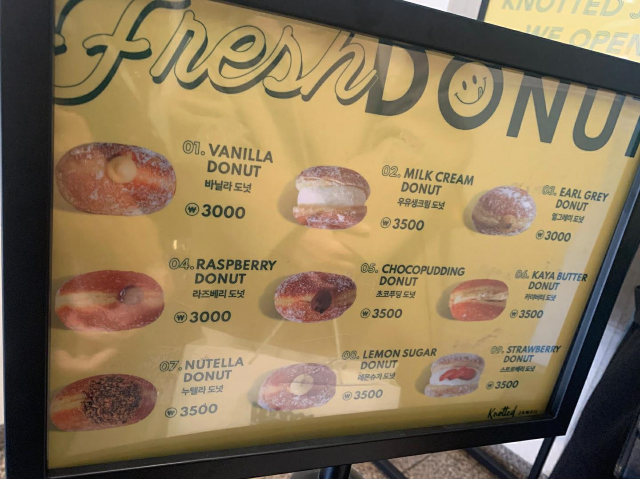 KNOTTED
WE OPEN
Fresh DONU
01. VANILLA
DONUT
바닐라 도넛
₩ 3000
02. MILK CREAM
DONUT
우유생크림 도넛
₩ 3500
03. EARL GREY
DONUT
얼그레이 도넛
₩ 3000
04. RASPBERRY
DONUT
라즈베리 도넛
₩ 3000
05. CHOCOPUDDING
DONUT
초코푸딩 도넛
₩ 3500
06. KAYA BUTTER
DONUT
카야버터 도넛
₩ 3500
07. NUTELLA
DONUT
누텔라 도넛
₩ 3500
08. LEMON SUGAR
DONUT
레몬슈가 도넛
₩ 3500
09. STRAWBERRY
DONUT
스트로베리 도넛
₩ 3500
Knotted